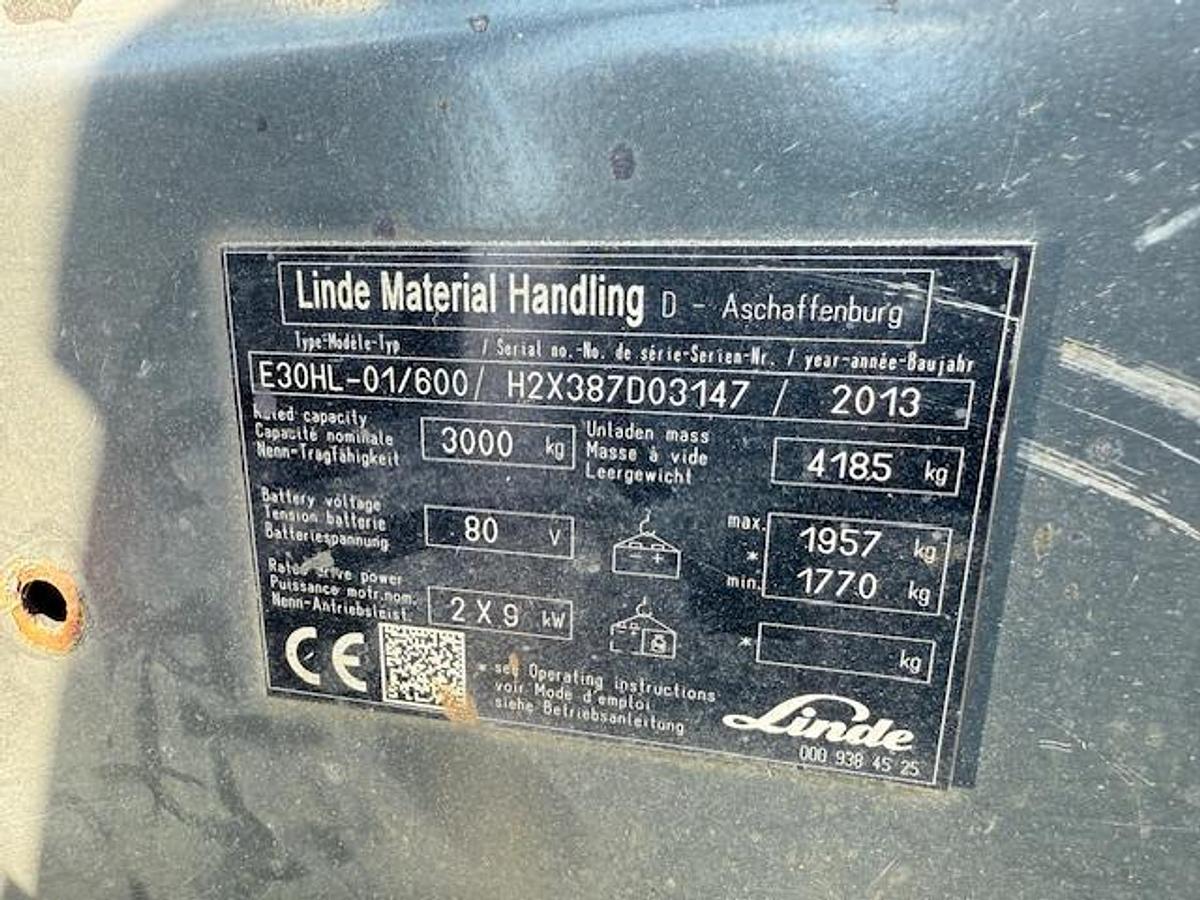 Linde Material Handling D - Aschaffenburg
Type-Modèle-Typ / Serial no.-No. de série-Serien-Nr. / year-année-Baujahr
E30HL-01/600 / H2X387D03147 / 2013
Rated capacity
Capacité nominale
Nenn-Tragfähigkeit
3000 kg
Unladen mass
Masse à vide
Leergewicht
4185 kg
Battery voltage
Tension batterie
Batteriespannung
80 V
- +
max. 1957 kg
*
min. 1770 kg
Rated drive power
Puissance motr.nom.
Nenn-Antriebsleist.
2 X 9 kW
- +
* kg
CE
* see Operating instructions
voir Mode d'emploi
siehe Betriebsanleitung
Linde
000 938 45 25